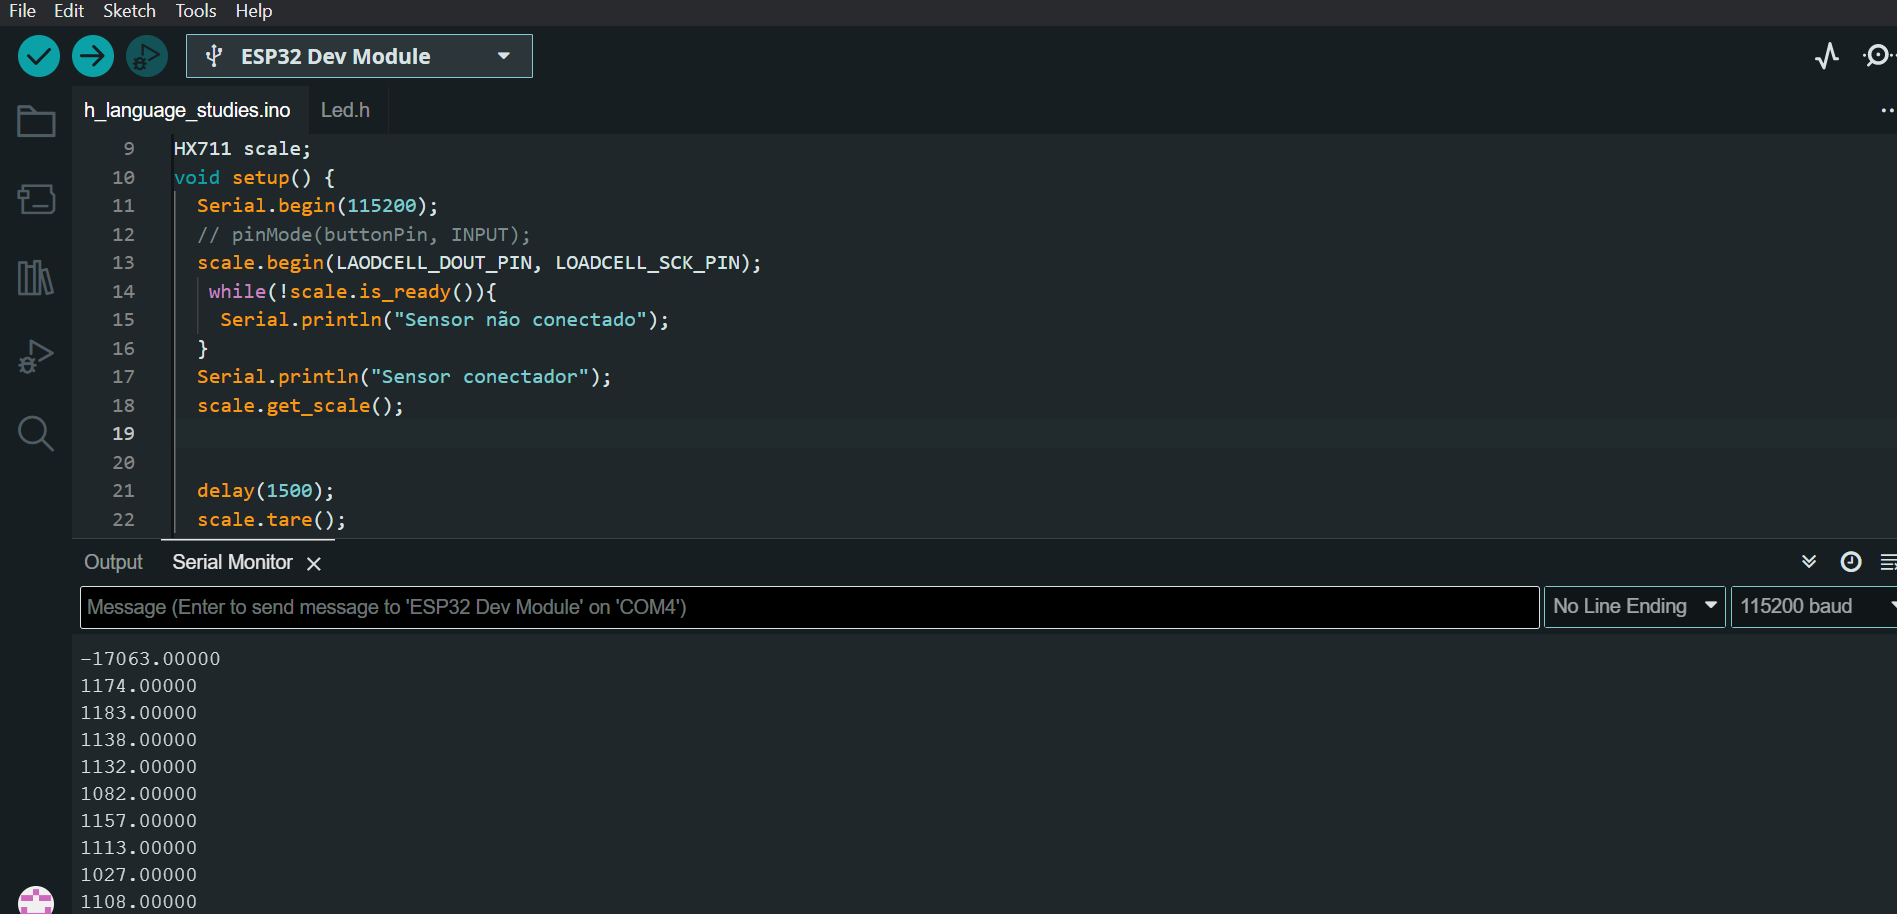 File Edit Sketch Tools Help
ESP32 Dev Module
h_language_studies.ino Led.h
9 HX711 scale;
10 void setup() {
11 Serial.begin(115200);
12 // pinMode(buttonPin, INPUT);
13 scale.begin(LAODCELL_DOUT_PIN, LOADCELL_SCK_PIN);
14 while(!scale.is_ready()){
15 Serial.println("Sensor não conectado");
16 }
17 Serial.println("Sensor conectador");
18 scale.get_scale();
19
20
21 delay(1500);
22 scale.tare();
Output Serial Monitor
Message (Enter to send message to 'ESP32 Dev Module' on 'COM4') No Line Ending 115200 baud
-17063.00000
1174.00000
1183.00000
1138.00000
1132.00000
1082.00000
1157.00000
1113.00000
1027.00000
1108.00000